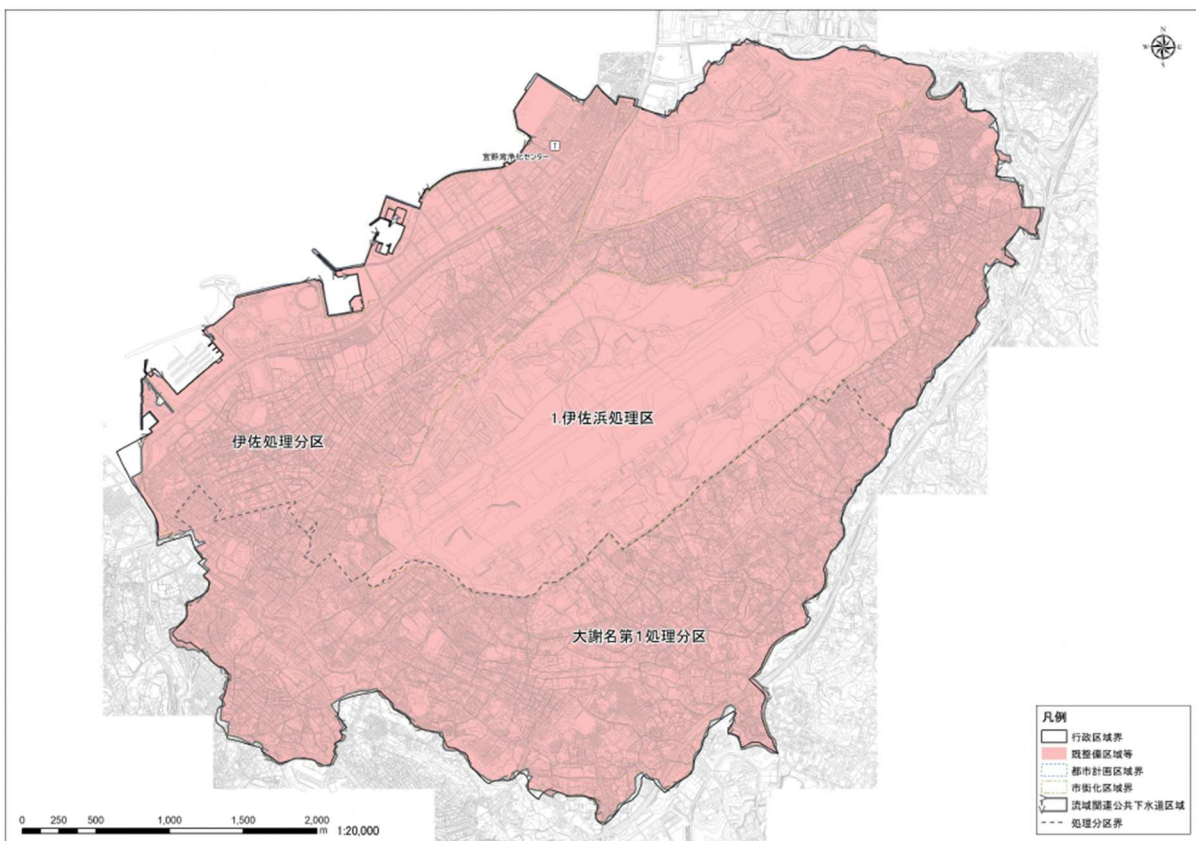 N
W
E
S
T
宜野湾浄化センター
1.伊佐浜処理区
伊佐処理分区
大謝名第1処理分区
凡例
行政区域界
既整備区域等
都市計画区域界
市街化区域界
流域関連公共下水道区域
処理分区界
0 250 500 1,000 1,500 2,000
m 1:20,000